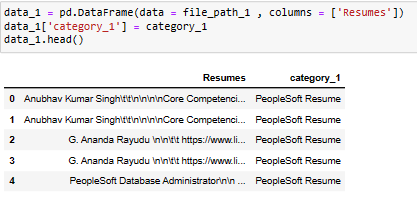 data_1 = pd.DataFrame(data = file_path_1 , columns = ['Resumes'])
data_1['category_1'] = category_1
data_1.head()
Resumes category_1
0 Anubhav Kumar Singh\t\t\n\n\n\nCore Competenci... PeopleSoft Resume
1 Anubhav Kumar Singh\t\t\n\n\n\nCore Competenci... PeopleSoft Resume
2 G. Ananda Rayudu \n\n\t\t https://www.li... PeopleSoft Resume
3 G. Ananda Rayudu \n\n\t\t https://www.li... PeopleSoft Resume
4 PeopleSoft Database Administrator\n\n ... PeopleSoft Resume